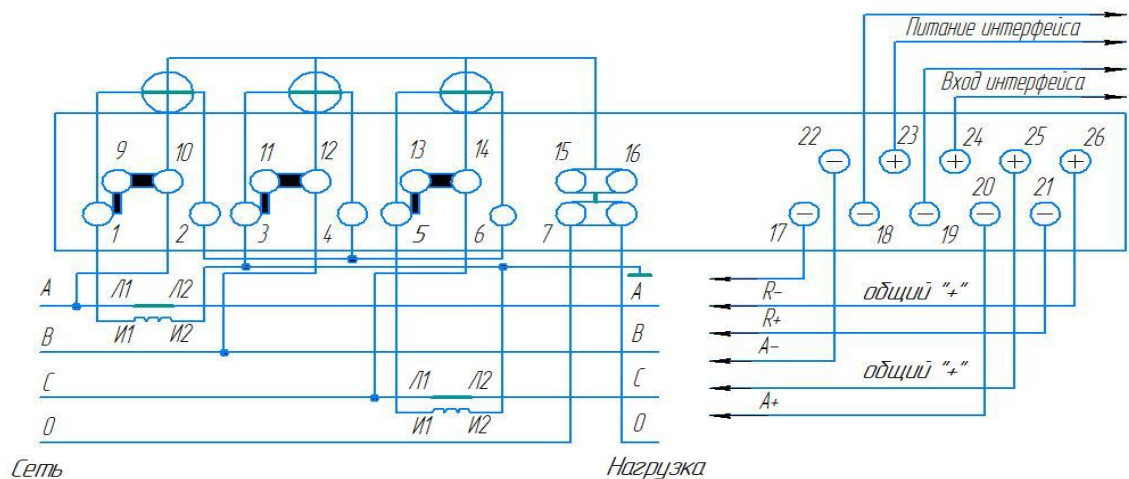 Питание интерфейса
Вход интерфейса
9 10 11 12 13 14 15 16 22 23 24 25 26
20 21
1 2 3 4 5 6 7 17 18 19
A Л1 Л2 A R- общий "+"
И1 И2 R+
B B A-
C Л1 Л2 C общий "+"
И1 И2 A+
0 0
Сеть Нагрузка